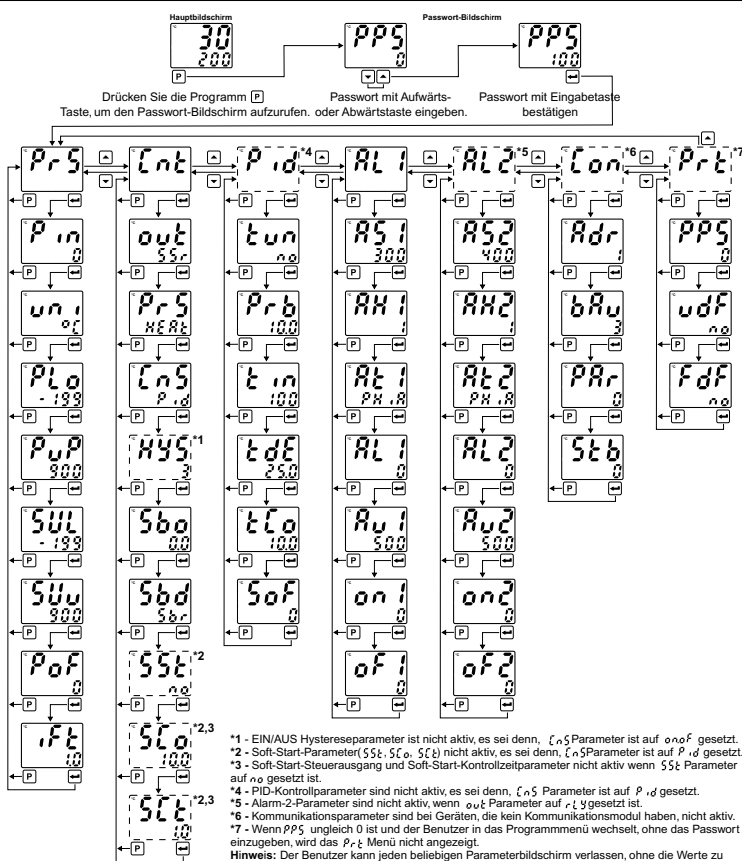 Hauptbildschirm
Passwort-Bildschirm
°C 30 200
°C PPS 0
°C PPS 100
P
Drücken Sie die Programm P
Taste, um den Passwort-Bildschirm aufzurufen.
Passwort mit Aufwärts-
oder Abwärtstaste eingeben.
Passwort mit Eingabetaste
bestätigen
PrS
Cnt
Pid *4
AL1
AL2 *5
Con *6
Prt *7
P P P P P P P
Pin 0
out SSr
tun no
AS1 300
AS2 400
Adr 1
PPS 0
P P P P P P P
uni °C
PrS HEAt
Prb 10.0
AH1 1
AH2 1
bAu 3
udF no
P P P P P P P
PLo -199
CnS Pid
tin 100
At1 PH iA
At2 PH iA
PAr 0
FdF no
P P P P P P P
PuP 900
HYS 3 *1
tdE 25.0
AL1 0
AL2 0
Stb 0
P P P P P P
SUL -199
Sbo 0.0
tCo 10.0
Au1 500
Au2 500
P P P P P
SUu 900
Sbd Sbr
SoF 0
on1 0
on2 0
P P P P P
PoF 0
SSt no *2
oF1 0
oF2 0
P P P P
iFt 1.0
SCo 10.0 *2,3
P P
SCt 1.0 *2,3
P
*1 - EIN/AUS Hystereseparameter ist nicht aktiv, es sei denn, CnS Parameter ist auf onoF gesetzt.
*2 - Soft-Start-Parameter(SSt, SCo, SCt) nicht aktiv, es sei denn, CnSParameter ist auf Pid gesetzt.
*3 - Soft-Start-Steuerausgang und Soft-Start-Kontrollzeitparameter nicht aktiv wenn SSt Parameter
auf no gesetzt ist.
*4 - PID-Kontrollparameter sind nicht aktiv, es sei denn, CnS Parameter ist auf Pid gesetzt.
*5 - Alarm-2-Parameter sind nicht aktiv, wenn out Parameter auf rLY gesetzt ist.
*6 - Kommunikationsparameter sind bei Geräten, die kein Kommunikationsmodul haben, nicht aktiv.
*7 - Wenn PPS ungleich 0 ist und der Benutzer in das Programmmenü wechselt, ohne das Passwort
einzugeben, wird das Prt Menü nicht angezeigt.
Hinweis: Der Benutzer kann jeden beliebigen Parameterbildschirm verlassen, ohne die Werte zu